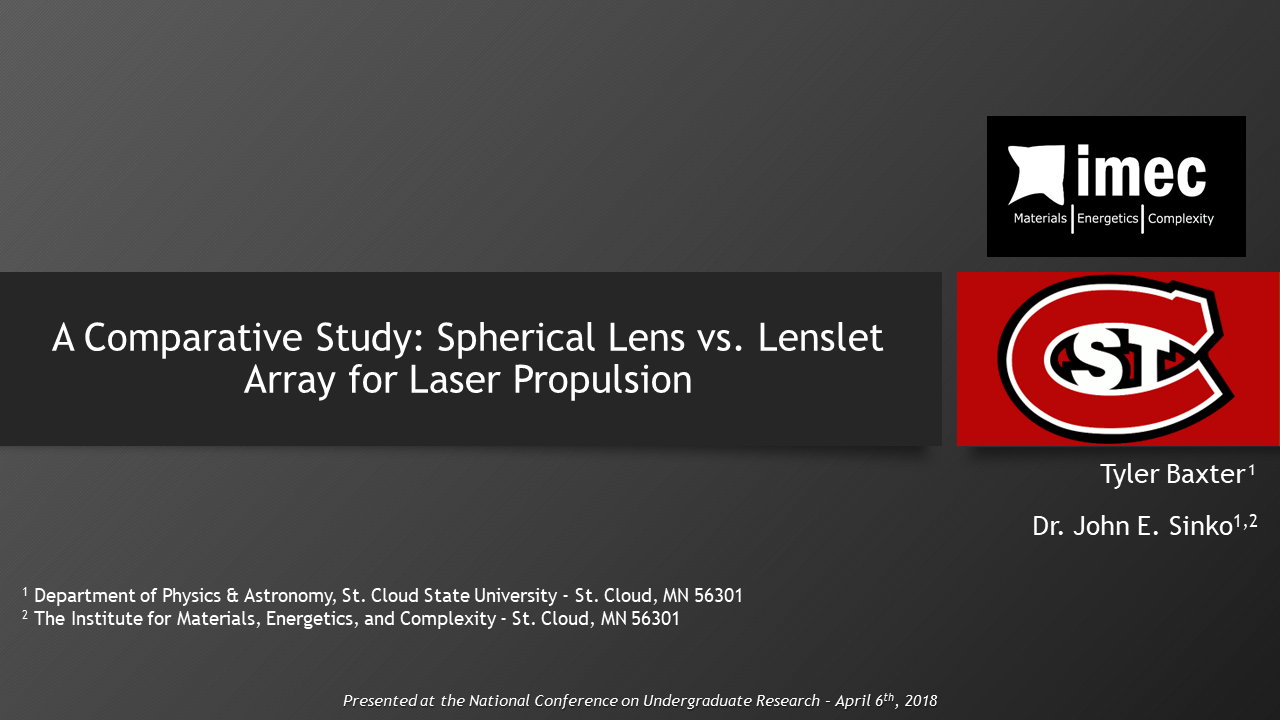 imec
Materials | Energetics | Complexity
A Comparative Study: Spherical Lens vs. Lenslet
Array for Laser Propulsion
ST
Tyler Baxter¹
Dr. John E. Sinko¹,²
¹ Department of Physics & Astronomy, St. Cloud State University - St. Cloud, MN 56301
² The Institute for Materials, Energetics, and Complexity - St. Cloud, MN 56301
Presented at the National Conference on Undergraduate Research – April 6th, 2018